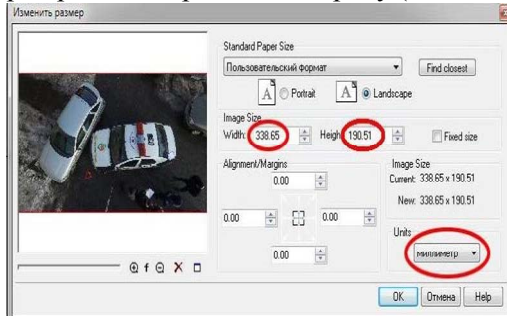 Изменить размер
Standard Paper Size
Пользовательский формат
Find closest
Portrait
Landscape
Image Size
Width: 338.65
Heigh 190.51
Fixed size
Alignment/Margins
0.00
0.00
0.00
0.00
Image Size
Current: 338.65 x 190.51
New: 338.65 x 190.51
Units
миллиметр
OK
Отмена
Help